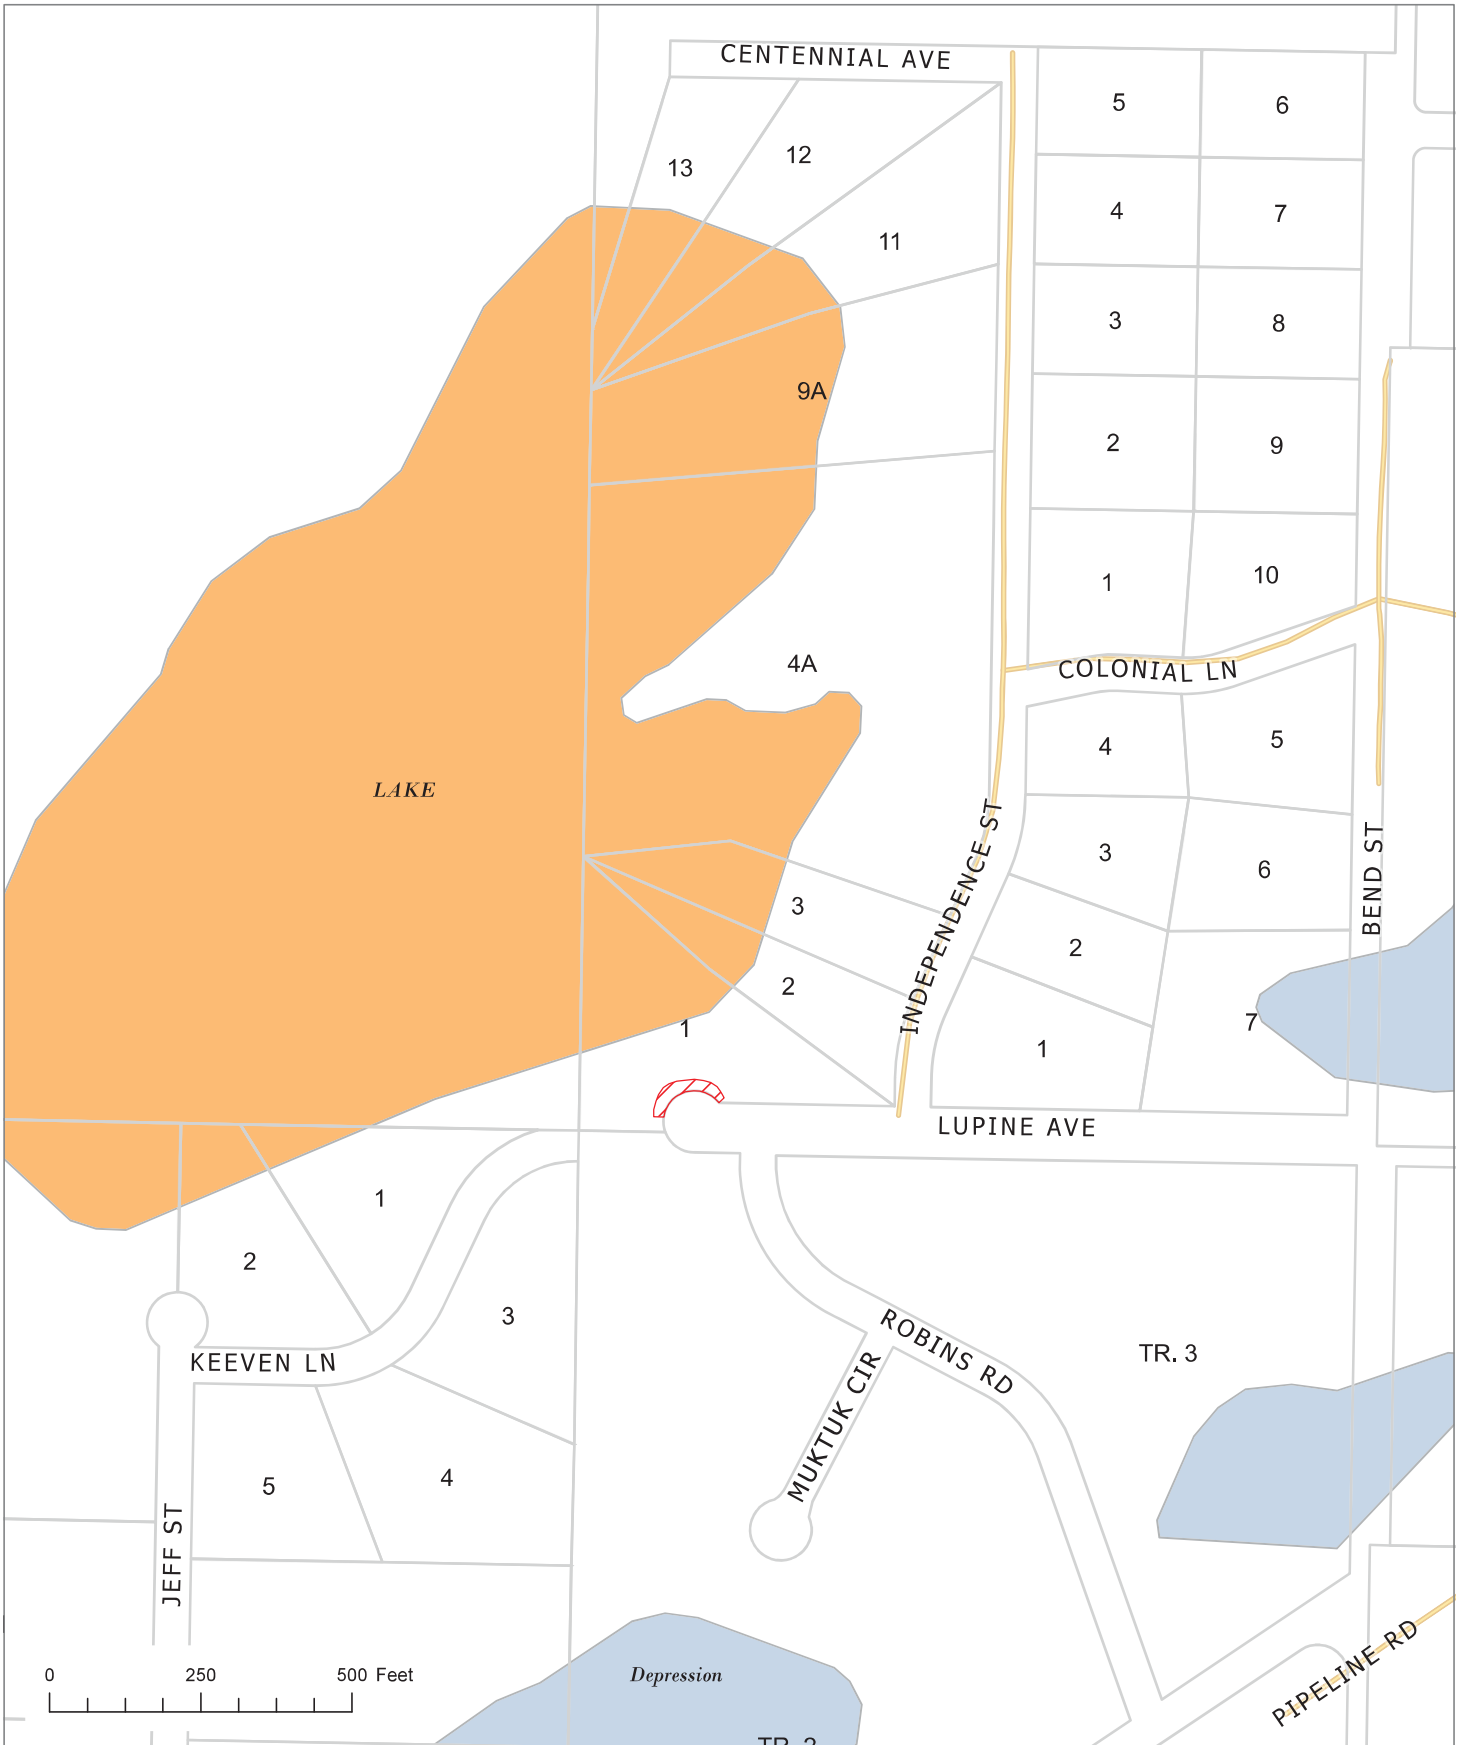 CENTENNIAL AVE
5
6
12
13
4
7
11
3
8
9A
2
9
10
1
4A
COLONIAL LN
5
4
LAKE
INDEPENDENCE ST
BEND ST
3
6
3
2
2
7
1
1
LUPINE AVE
1
2
3
ROBINS RD
TR. 3
KEEVEN LN
MUKTUK CIR
4
5
JEFF ST
PIPELINE RD
Depression
0 250 500 Feet